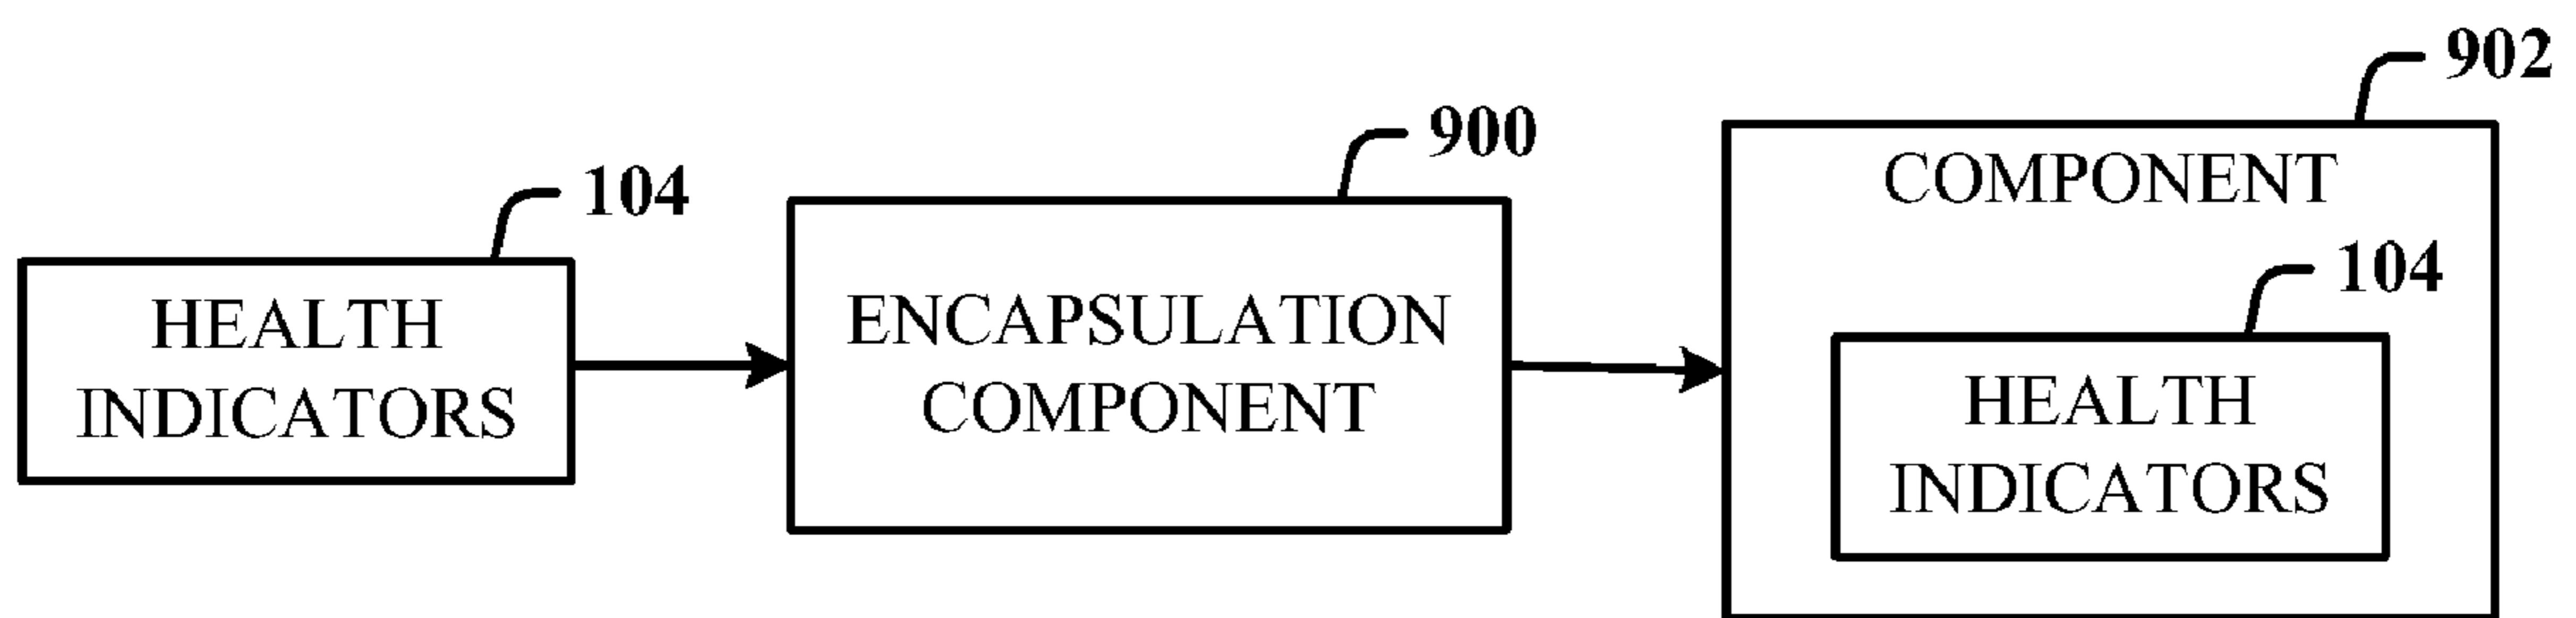 104
HEALTH
INDICATORS
900
ENCAPSULATION
COMPONENT
902
COMPONENT
104
HEALTH
INDICATORS